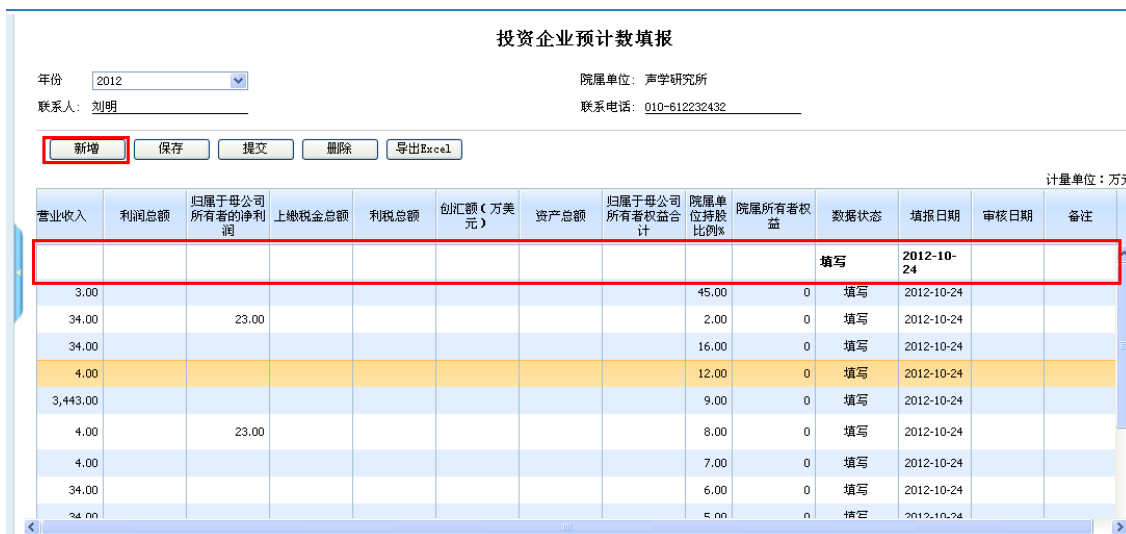 投资企业预计数填报
年份 2012 院属单位: 声学研究所
联系人: 刘明 联系电话: 010-612232432
新增 保存 提交 删除 导出Excel
计量单位：万元
营业收入 利润总额 归属于母公司所有者的净利润 上缴税金总额 利税总额 创汇额（万美元） 资产总额 归属于母公司所有者权益合计 院属单位持股比例% 院属所有者权益 数据状态 填报日期 审核日期 备注
填写 2012-10-24
3.00 45.00 0 填写 2012-10-24
34.00 23.00 2.00 0 填写 2012-10-24
34.00 16.00 0 填写 2012-10-24
4.00 12.00 0 填写 2012-10-24
3,443.00 9.00 0 填写 2012-10-24
4.00 23.00 8.00 0 填写 2012-10-24
4.00 7.00 0 填写 2012-10-24
34.00 6.00 0 填写 2012-10-24
34.00 5.00 0 填写 2012-10-24